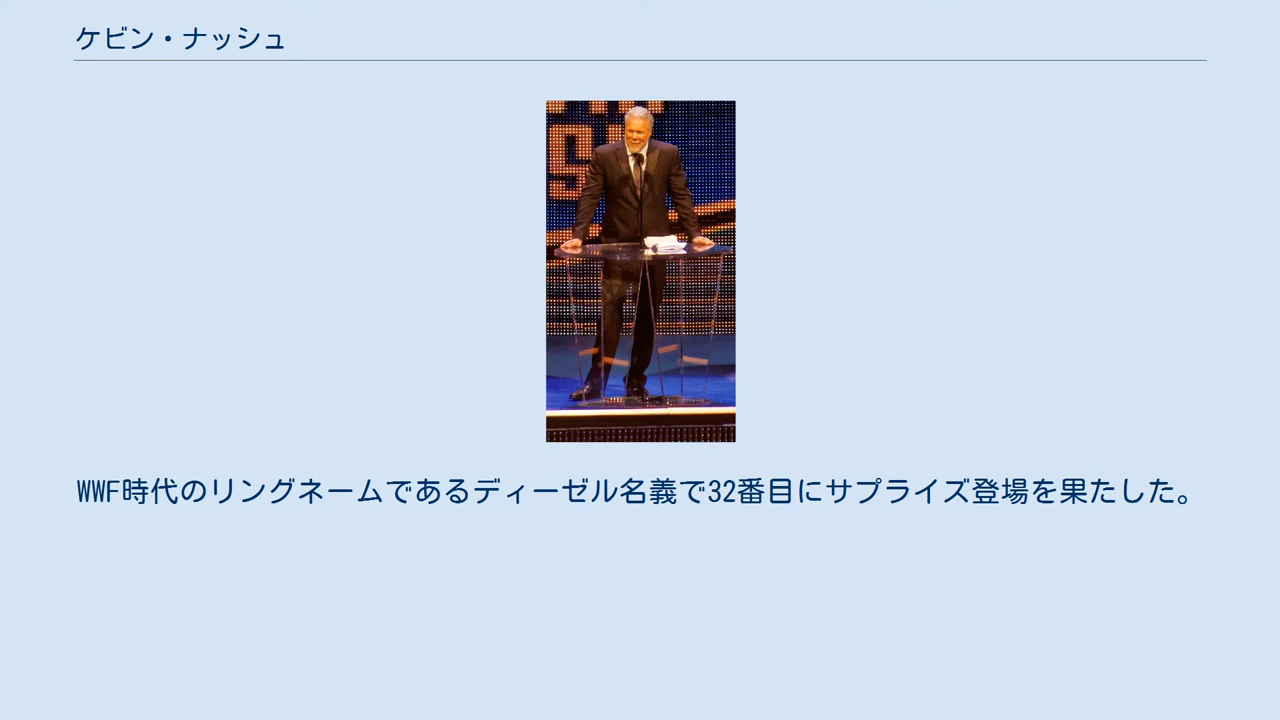 ケビン・ナッシュ
WWF時代のリングネームであるディーゼル名義で32番目にサプライズ登場を果たした。